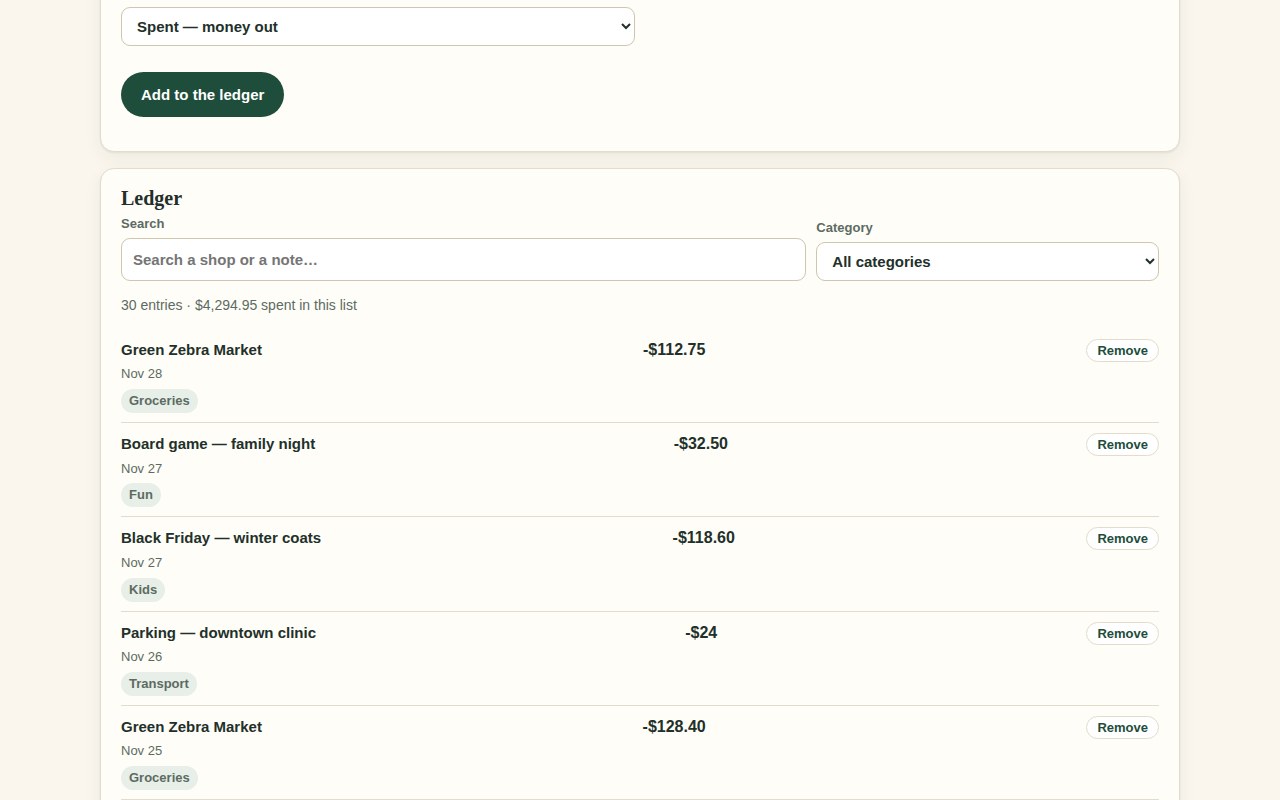 Spent — money out
Add to the ledger
Ledger
Search
Category
Search a shop or a note…
All categories
30 entries · $4,294.95 spent in this list
Green Zebra Market -$112.75 Remove
Nov 28
Groceries
Board game — family night -$32.50 Remove
Nov 27
Fun
Black Friday — winter coats -$118.60 Remove
Nov 27
Kids
Parking — downtown clinic -$24 Remove
Nov 26
Transport
Green Zebra Market -$128.40 Remove
Nov 25
Groceries